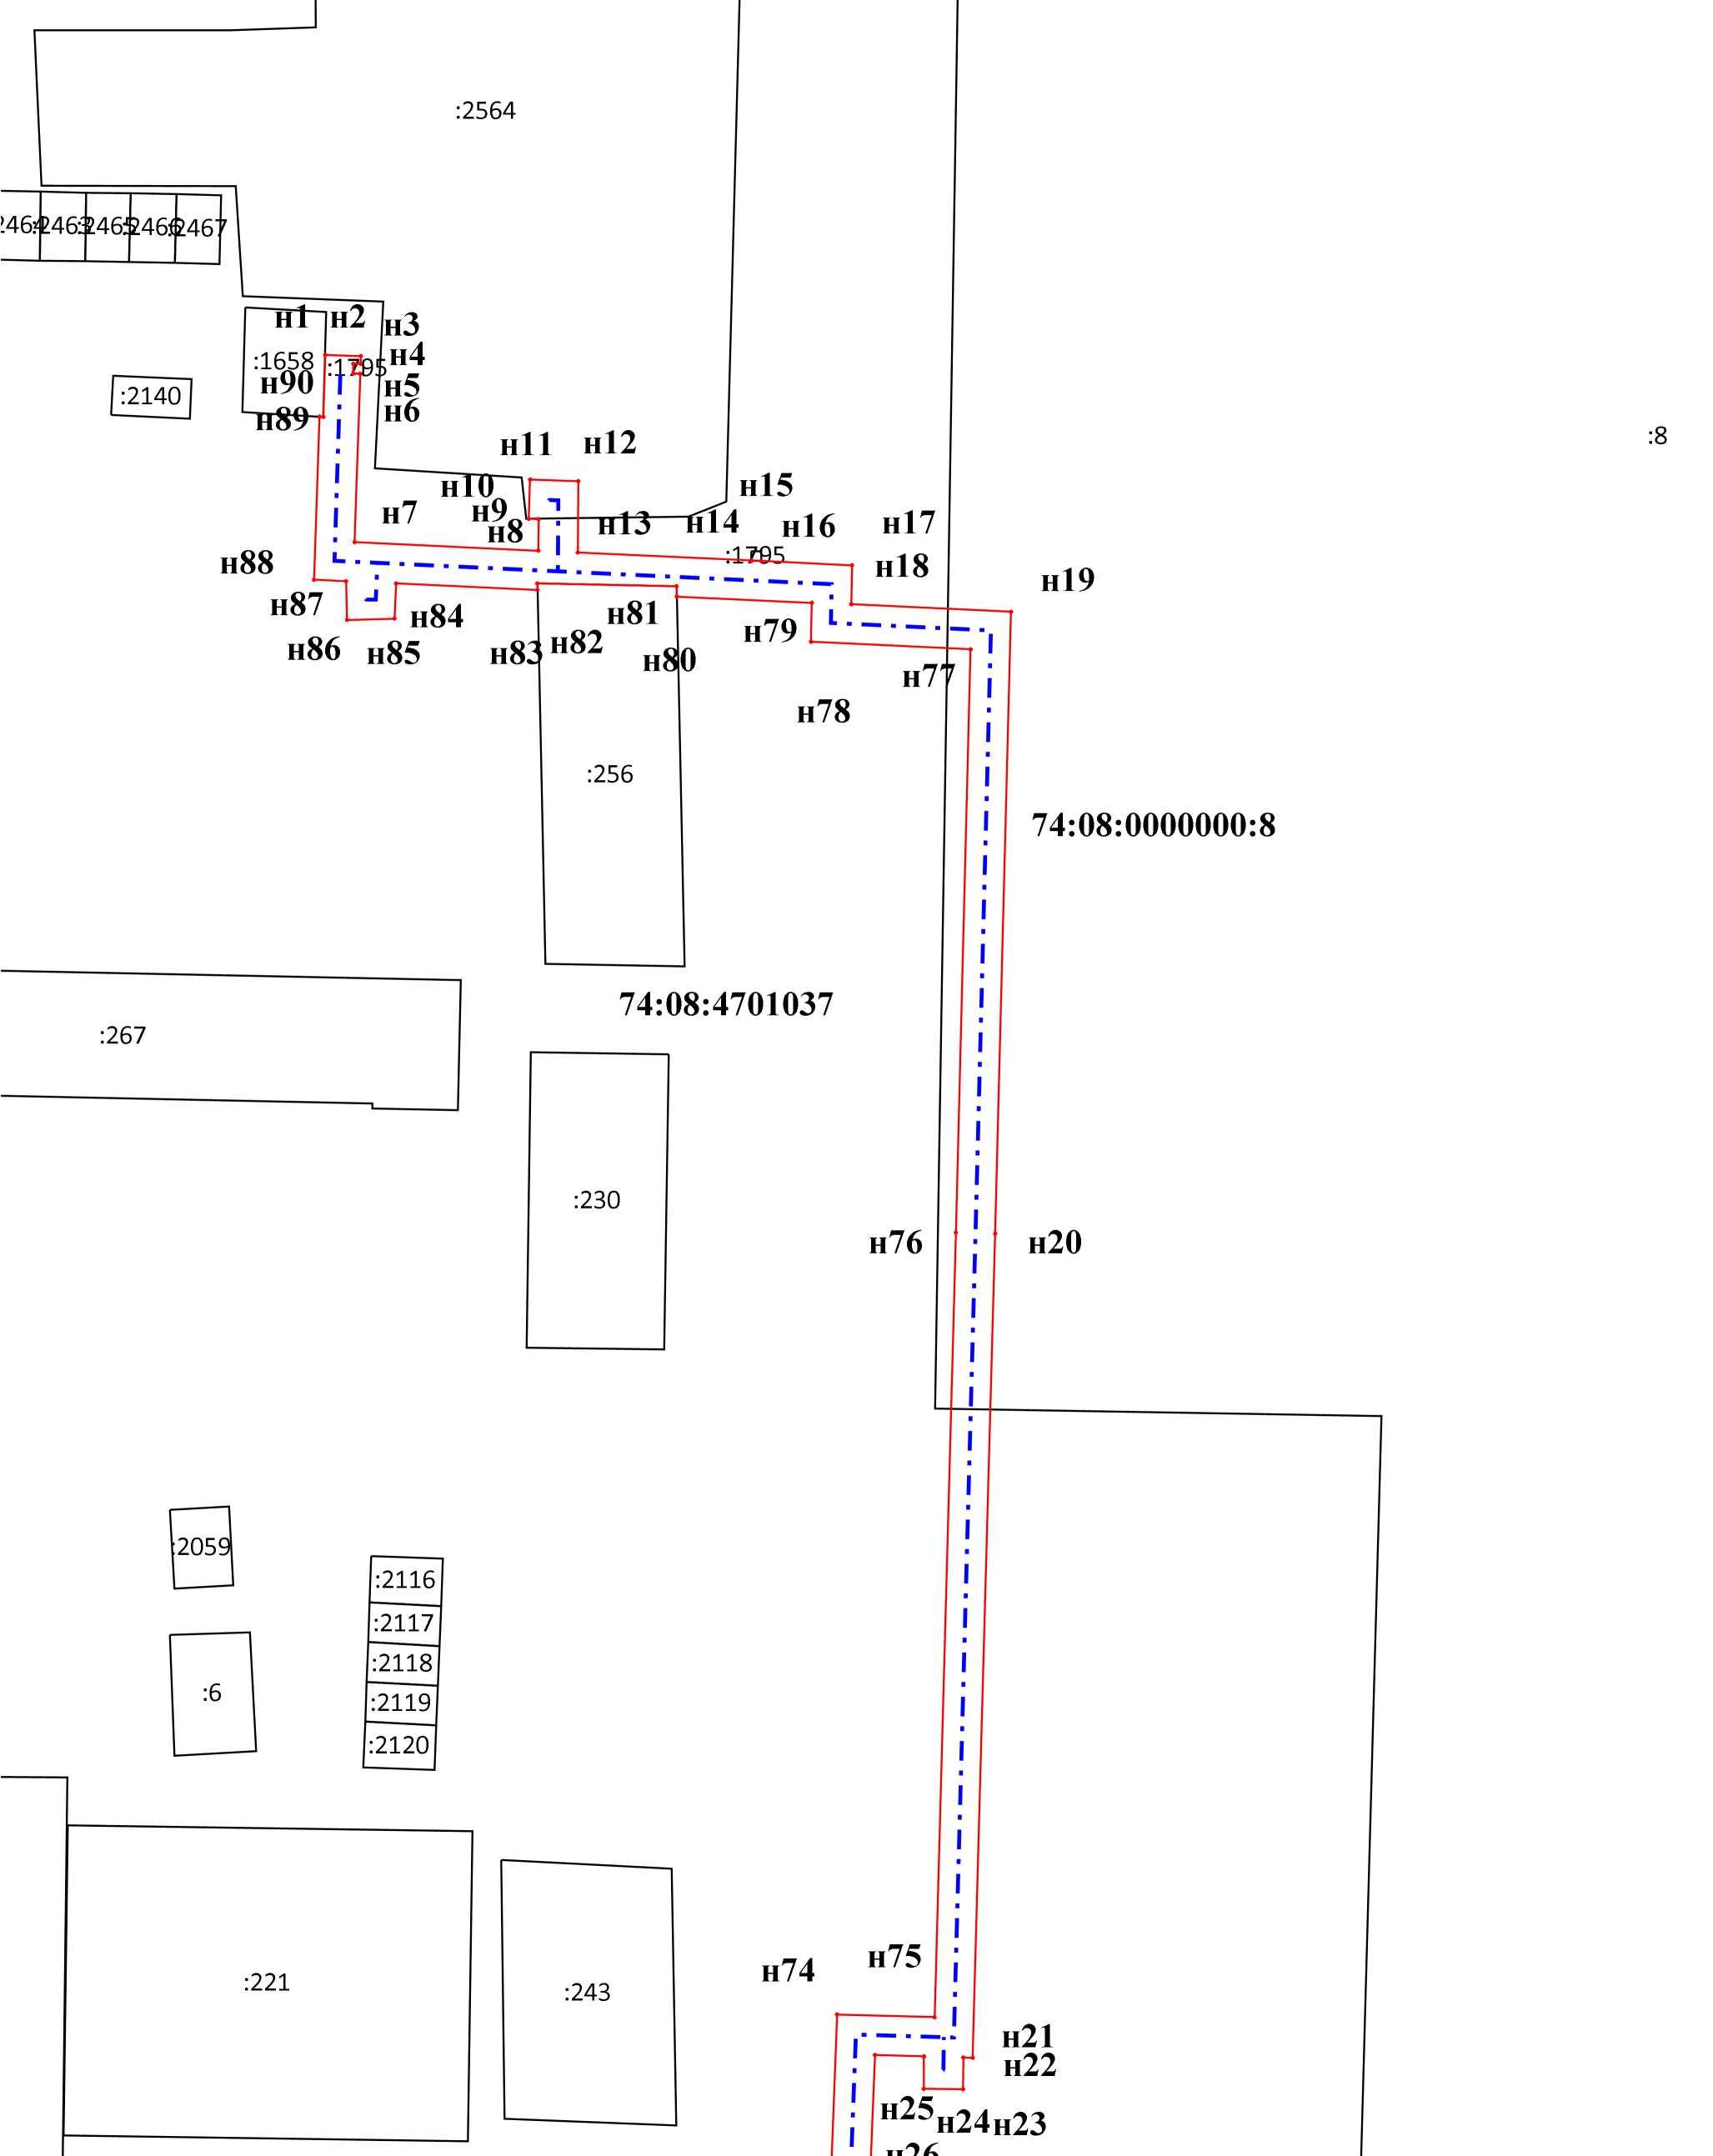 :2564
2464
:2463
:2465
:2466
:2467
н1
н2
н3
н4
:1658
:1795
н90
н5
:2140
н6
н89
:8
н11
н12
н10
н15
н9
н7
н8
н13
н14
н16
н17
:1795
н88
н18
н19
н87
н84
н81
н79
н86
н85
н83
н82
н80
н77
н78
:256
74:08:0000000:8
74:08:4701037
:267
:230
н76
н20
:2059
:2116
:2117
:2118
:6
:2119
:2120
н75
н74
:221
:243
н21
н22
н25
н24
н23
н26